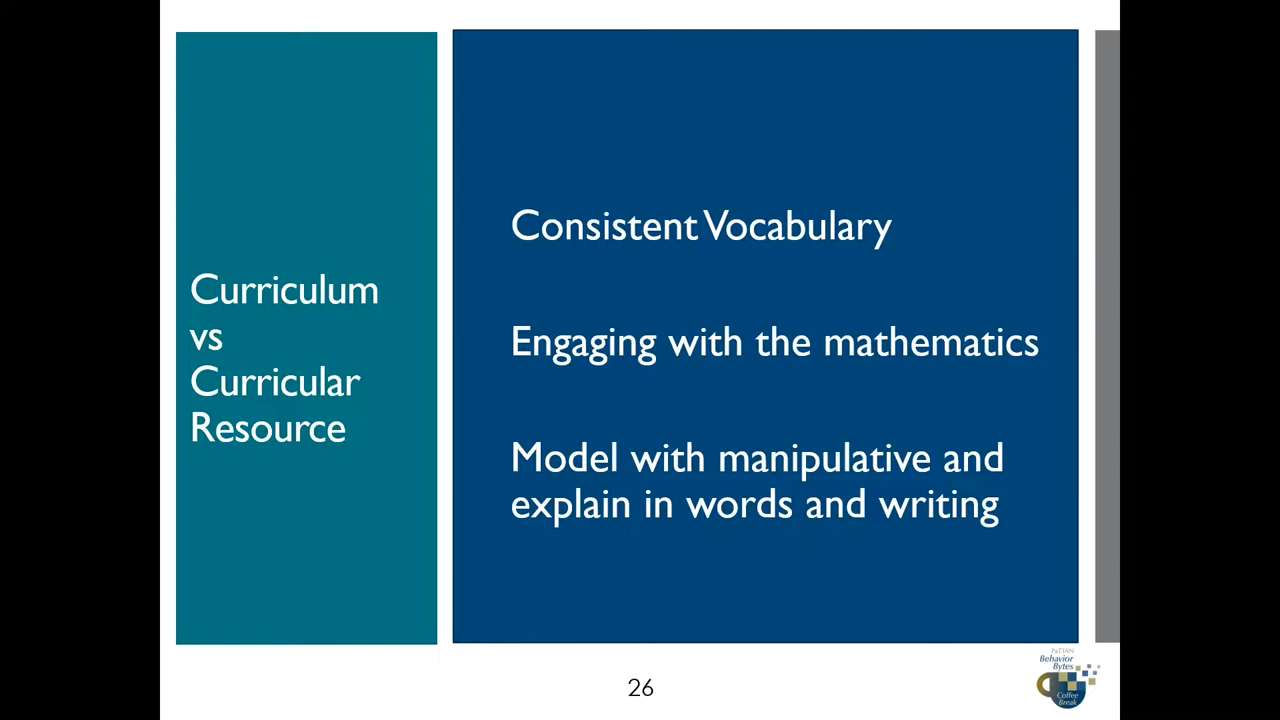 Curriculum
vs
Curricular
Resource
Consistent Vocabulary
Engaging with the mathematics
Model with manipulative and
explain in words and writing
26
PaTTAN
Behavior
Bytes
Coffee
Break